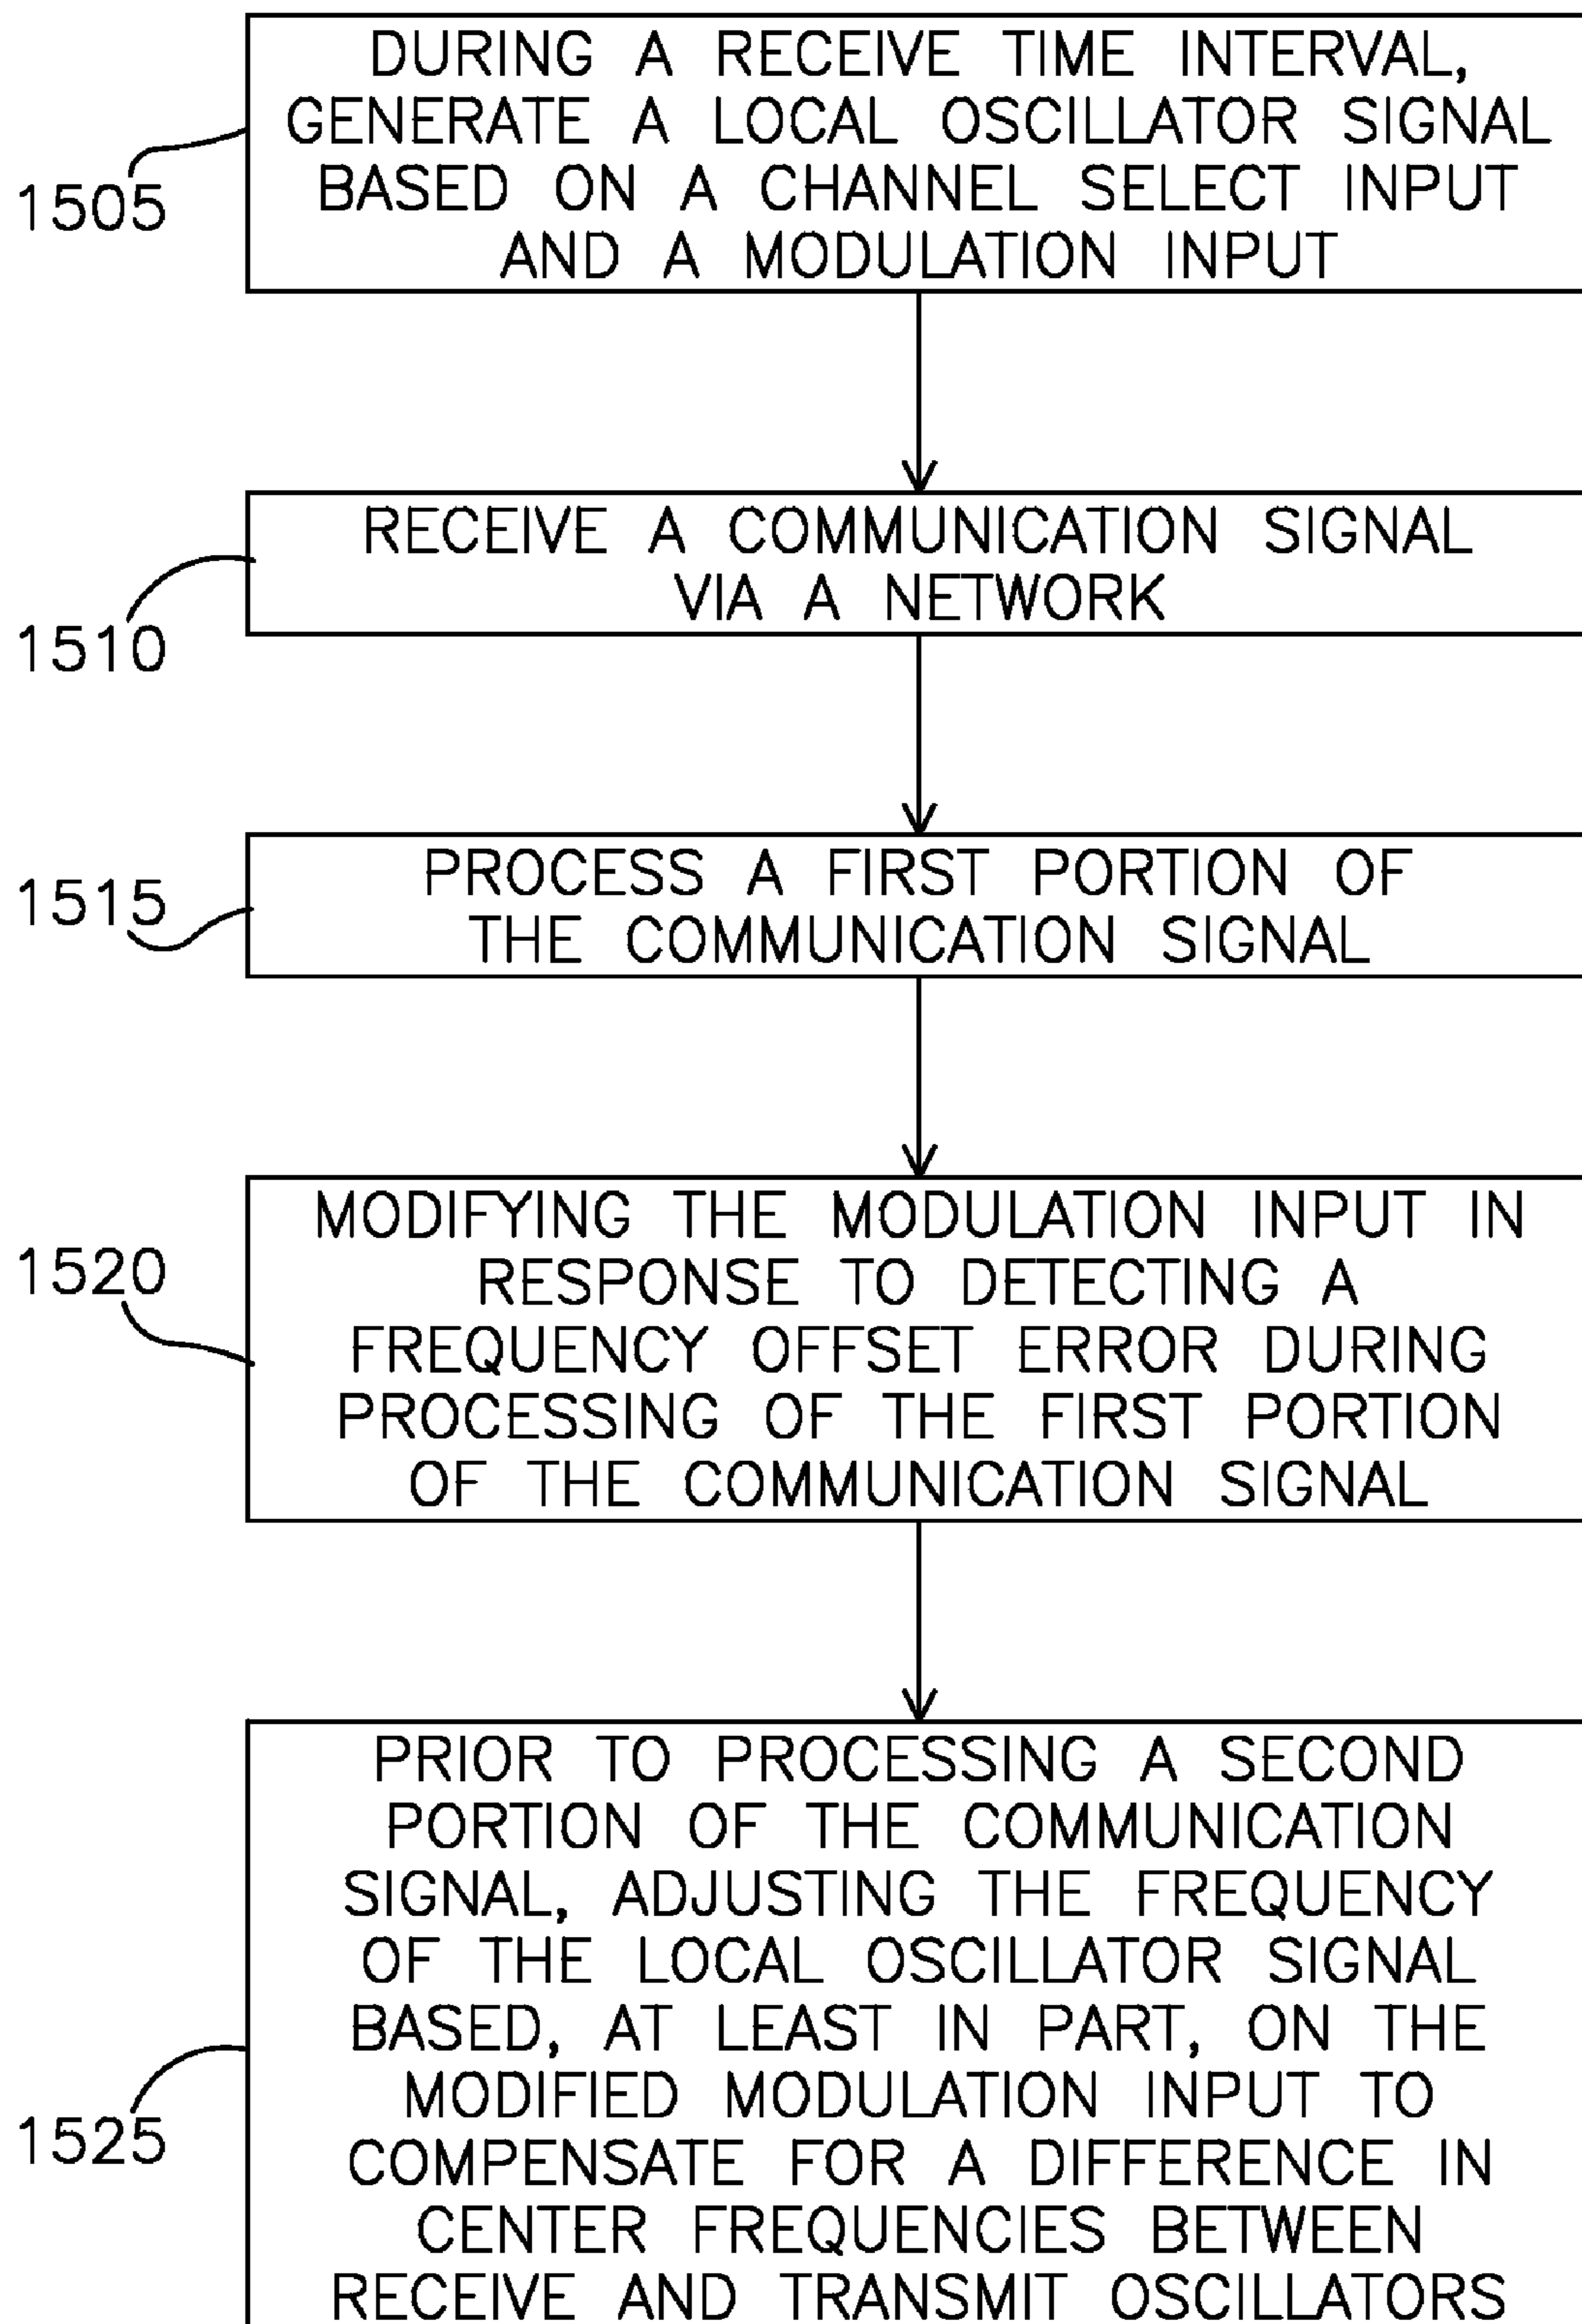 DURING A RECEIVE TIME INTERVAL,
GENERATE A LOCAL OSCILLATOR SIGNAL
BASED ON A CHANNEL SELECT INPUT
AND A MODULATION INPUT
1505
RECEIVE A COMMUNICATION SIGNAL
VIA A NETWORK
1510
PROCESS A FIRST PORTION OF
THE COMMUNICATION SIGNAL
1515
MODIFYING THE MODULATION INPUT IN
RESPONSE TO DETECTING A
FREQUENCY OFFSET ERROR DURING
PROCESSING OF THE FIRST PORTION
OF THE COMMUNICATION SIGNAL
1520
PRIOR TO PROCESSING A SECOND
PORTION OF THE COMMUNICATION
SIGNAL, ADJUSTING THE FREQUENCY
OF THE LOCAL OSCILLATOR SIGNAL
BASED, AT LEAST IN PART, ON THE
MODIFIED MODULATION INPUT TO
COMPENSATE FOR A DIFFERENCE IN
CENTER FREQUENCIES BETWEEN
RECEIVE AND TRANSMIT OSCILLATORS
1525